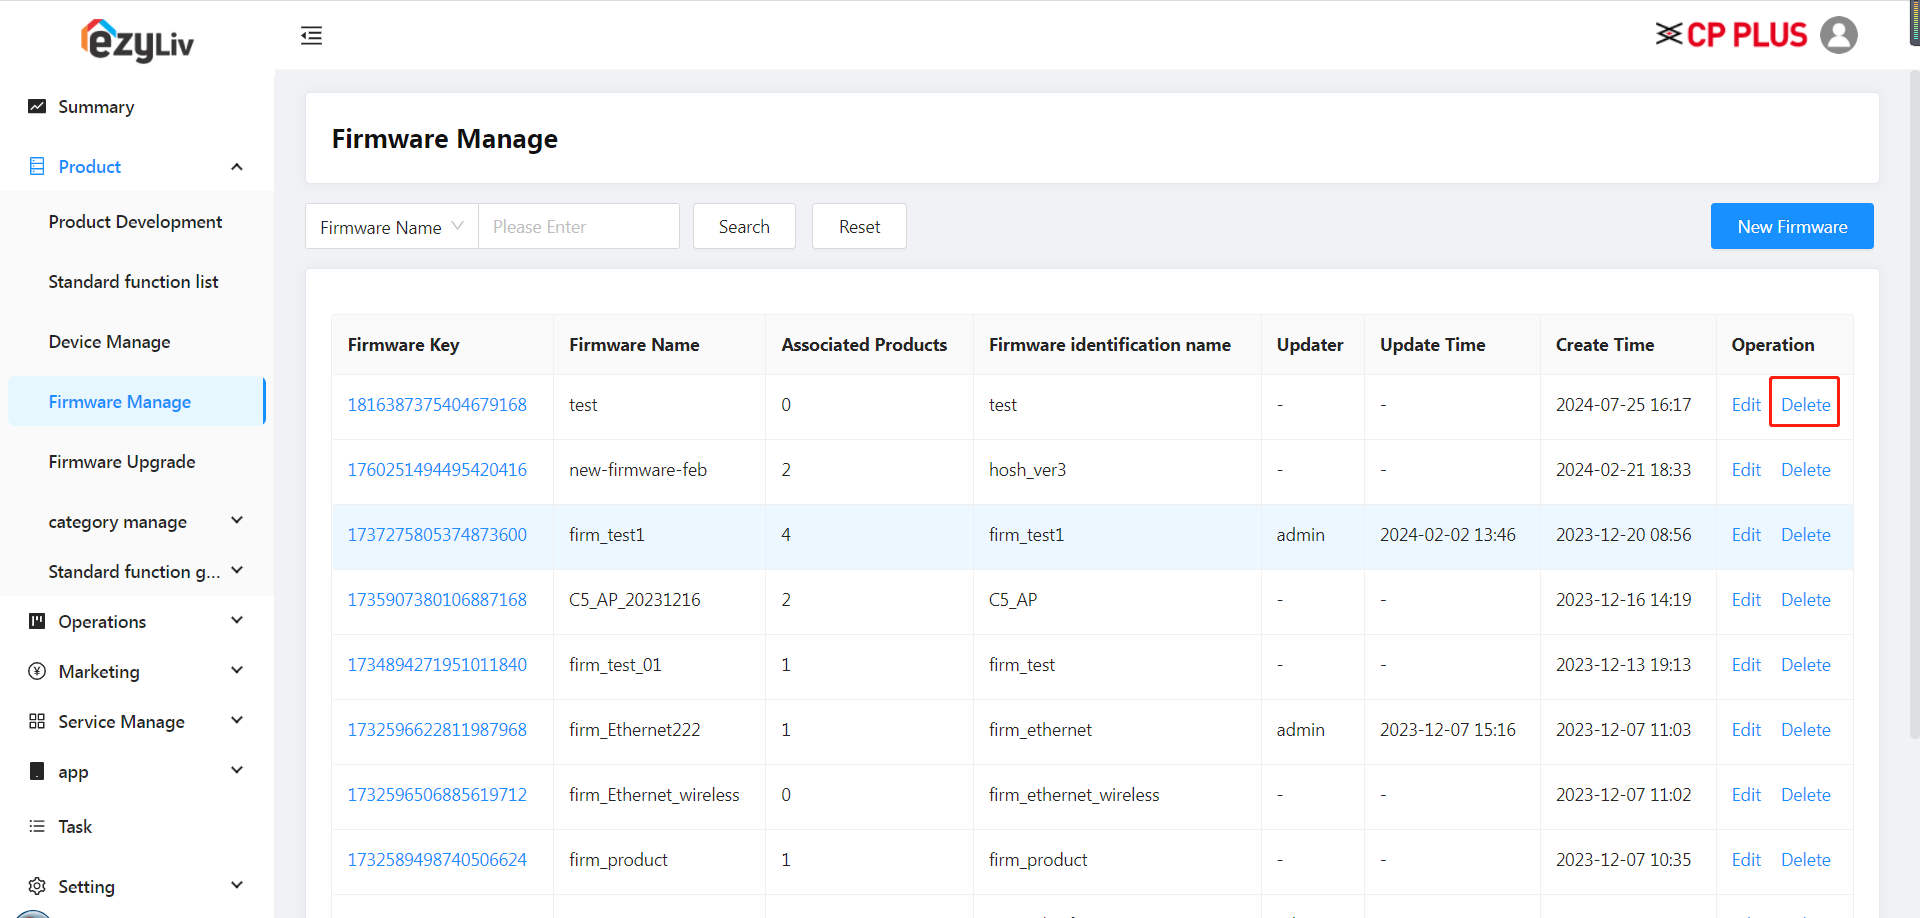 ezyLiv
CP PLUS
Summary
Product
Product Development
Standard function list
Device Manage
Firmware Manage
Firmware Upgrade
category manage
Standard function g...
Operations
Marketing
Service Manage
app
Task
Setting
Firmware Manage
Firmware Name Please Enter Search Reset New Firmware
Firmware Key Firmware Name Associated Products Firmware identification name Updater Update Time Create Time Operation
1816387375404679168 test 0 test - - 2024-07-25 16:17 Edit Delete
1760251494495420416 new-firmware-feb 2 hosh_ver3 - - 2024-02-21 18:33 Edit Delete
1737275805374873600 firm_test1 4 firm_test1 admin 2024-02-02 13:46 2023-12-20 08:56 Edit Delete
1735907380106887168 C5_AP_20231216 2 C5_AP - - 2023-12-16 14:19 Edit Delete
1734894271951011840 firm_test_01 1 firm_test - - 2023-12-13 19:13 Edit Delete
1732596622811987968 firm_Ethernet222 1 firm_ethernet admin 2023-12-07 15:16 2023-12-07 11:03 Edit Delete
1732596506885619712 firm_Ethernet_wireless 0 firm_ethernet_wireless - - 2023-12-07 11:02 Edit Delete
1732589498740506624 firm_product 1 firm_product - - 2023-12-07 10:35 Edit Delete